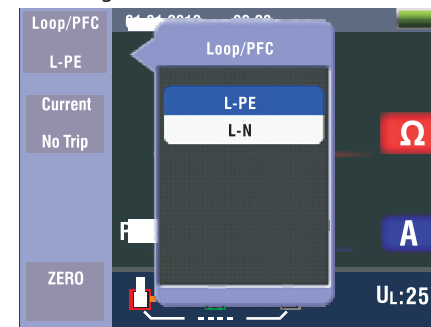 Loop/PFC
L-PE
Current
No Trip
ZERO
Loop/PFC
L-PE
L-N
Ω
A
UL:25